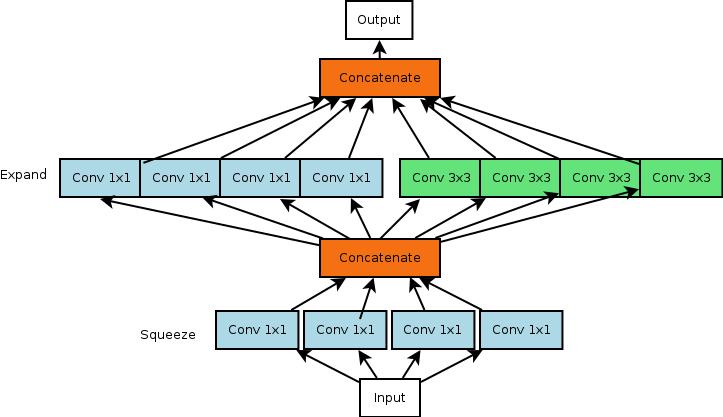 Output
Concatenate
Expand
Conv 1x1
Conv 1x1
Conv 1x1
Conv 1x1
Conv 3x3
Conv 3x3
Conv 3x3
Conv 3x3
Concatenate
Squeeze
Conv 1x1
Conv 1x1
Conv 1x1
Conv 1x1
Input